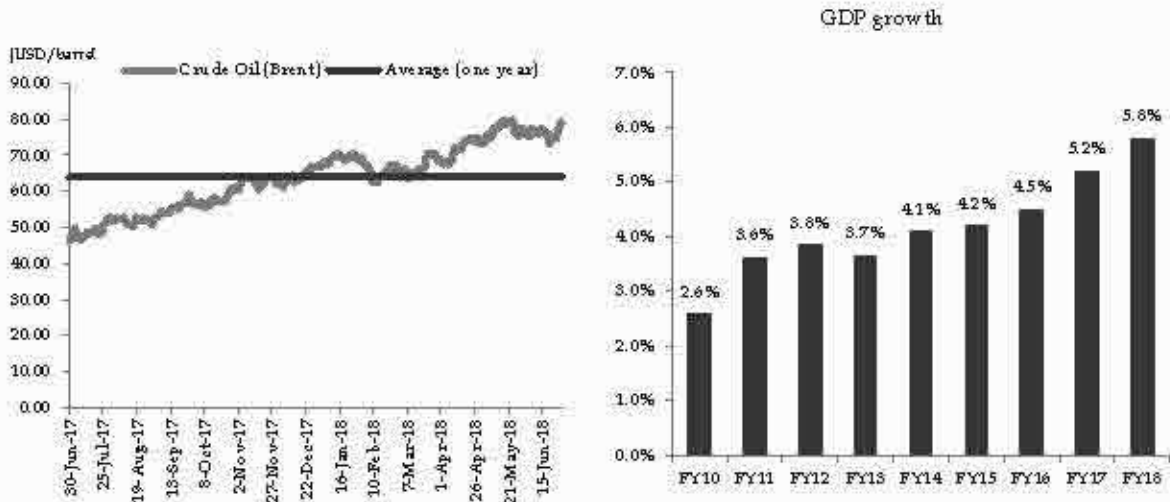 [USD/barrel
Crude Oil (Brent)
Average (one year)
90.00
80.00
70.00
60.00
50.00
40.00
30.00
20.00
10.00
0.00
30-Jun-17
25-Jul-17
19-Aug-17
13-Sep-17
8-Oct-17
2-Nov-17
27-Nov-17
22-Dec-17
16-Jan-18
10-Feb-18
7-Mar-18
1-Apr-18
26-Apr-18
21-May-18
15-Jun-18
GDP growth
7.0%
6.0%
5.0%
4.0%
3.0%
2.0%
1.0%
0.0%
2.6%
3.6%
3.8%
3.7%
4.1%
4.2%
4.5%
5.2%
5.8%
FY10
FY11
FY12
FY13
FY14
FY15
FY16
FY17
FY18